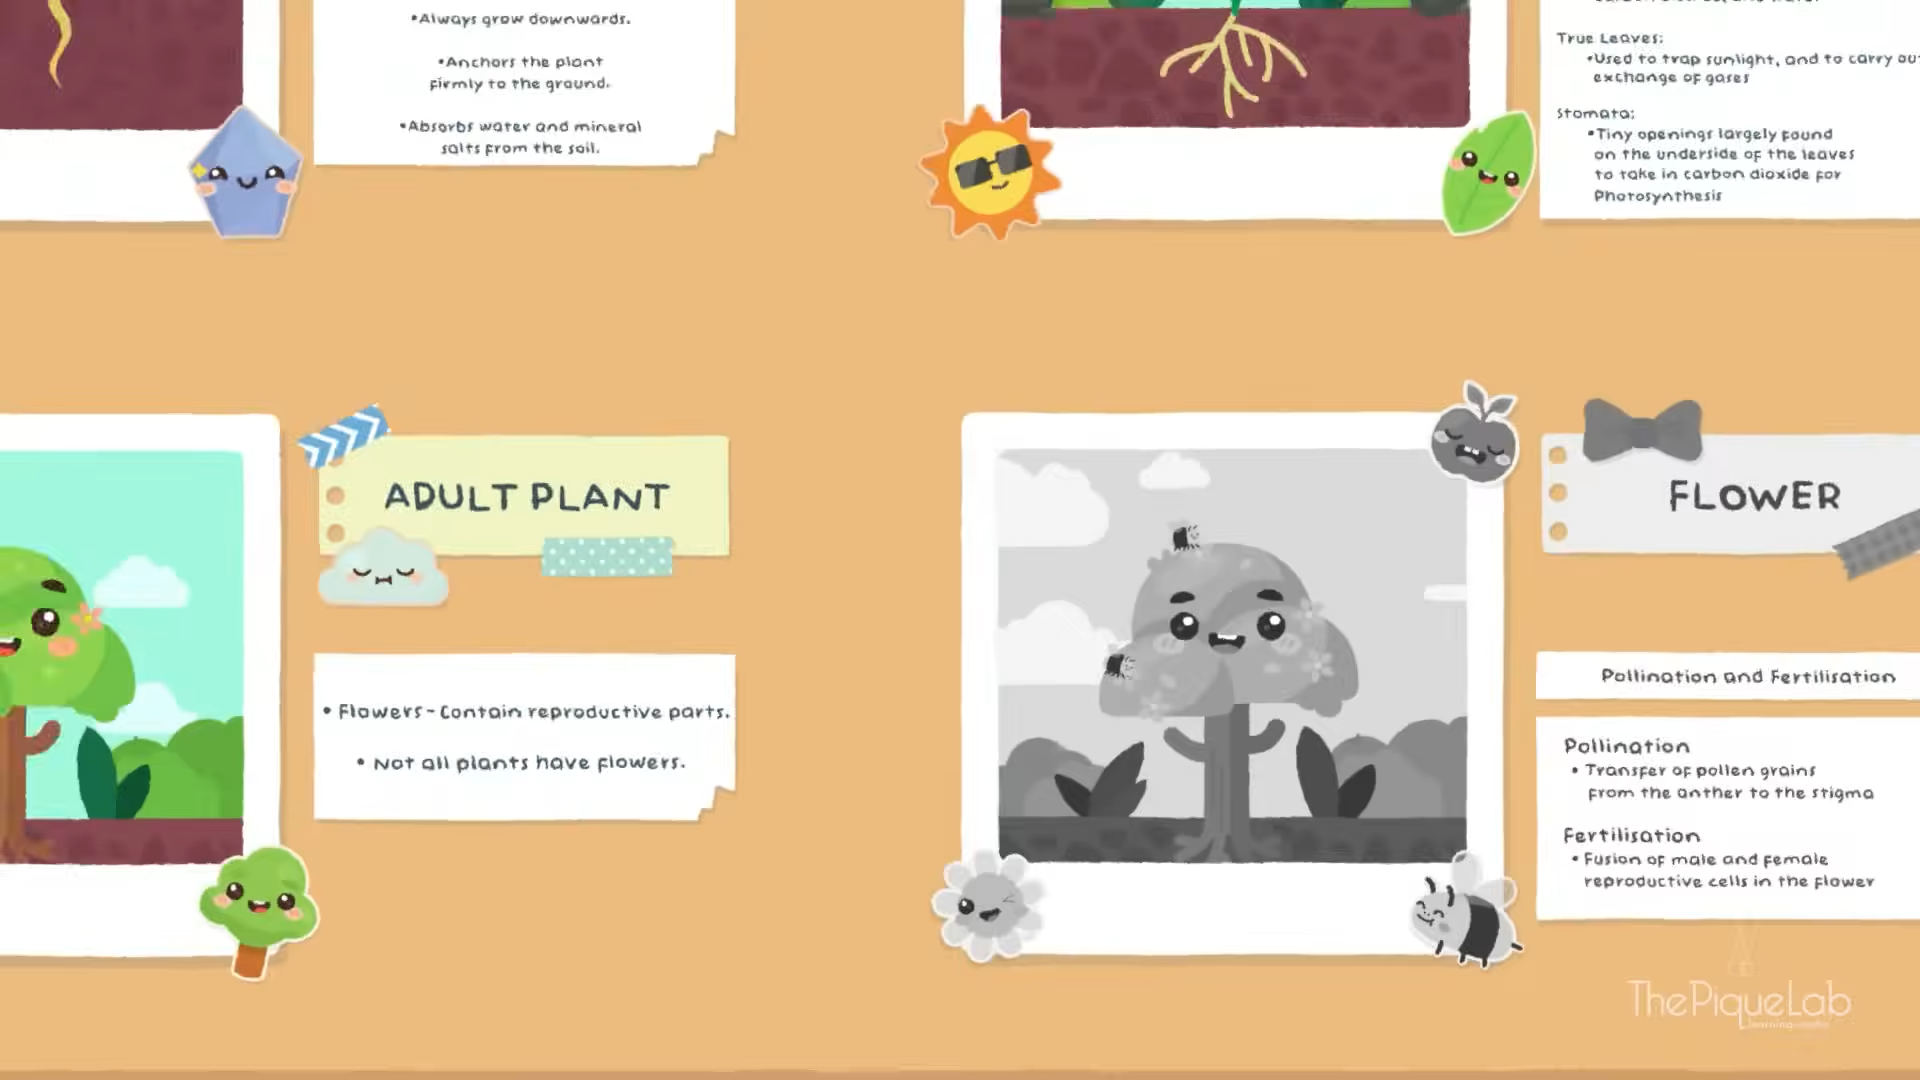 •Always grow downwards.
•Anchors the plant
firmly to the ground.
•Absorbs water and mineral
salts from the soil.
True Leaves:
•Used to trap sunlight, and to carry out
exchange of gases
Stomata:
•Tiny openings largely found
on the underside of the leaves
to take in carbon dioxide for
Photosynthesis
ADULT PLANT
• Flowers - Contain reproductive parts.
• Not all plants have flowers.
FLOWER
Pollination and Fertilisation
Pollination
• Transfer of pollen grains
from the anther to the stigma
Fertilisation
• Fusion of male and female
reproductive cells in the flower
ThePiqueLab
learning